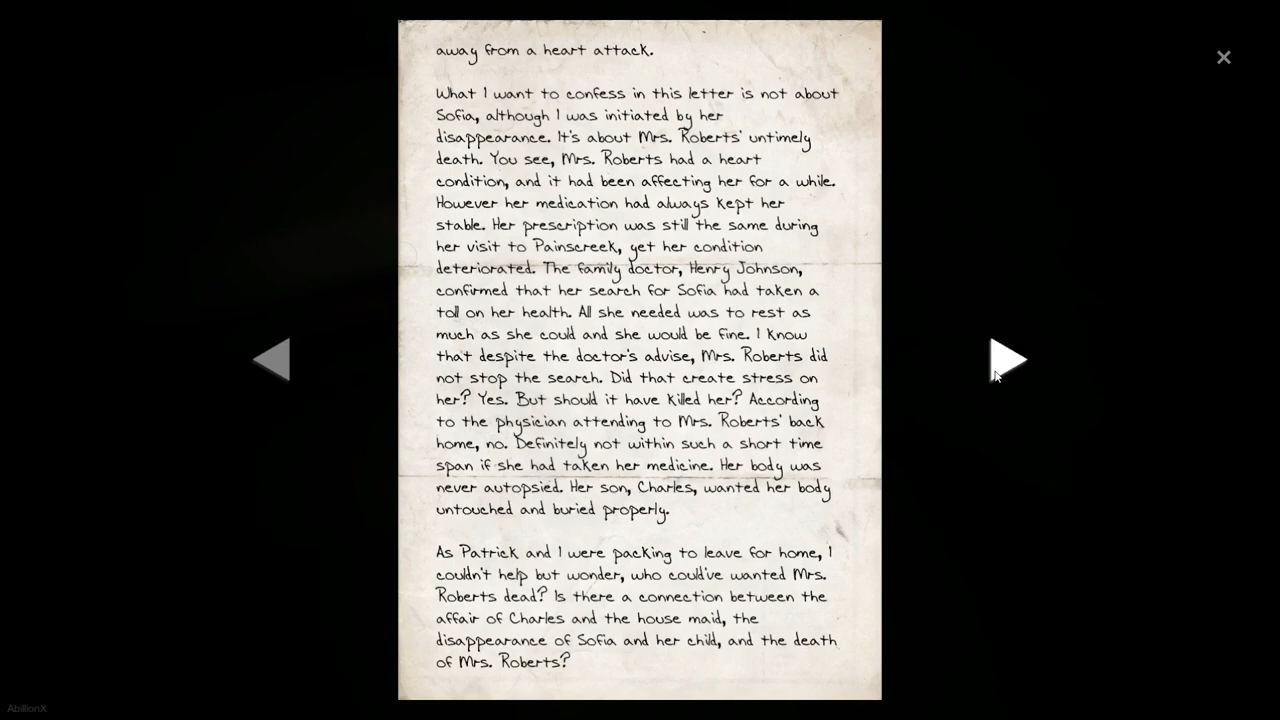 away from a heart attack.
What I want to confess in this letter is not about
Sofia, although I was initiated by her
disappearance. It's about Mrs. Roberts' untimely
death. You see, Mrs. Roberts had a heart
condition, and it had been affecting her for a while.
However her medication had always kept her
stable. Her prescription was still the same during
her visit to Painscreek, yet her condition
deteriorated. The family doctor, Henry Johnson,
confirmed that her search for Sofia had taken a
toll on her health. All she needed was to rest as
much as she could and she would be fine. I know
that despite the doctor's advise, Mrs. Roberts did
not stop the search. Did that create stress on
her? Yes. But should it have killed her? According
to the physician attending to Mrs. Roberts' back
home, no. Definitely not within such a short time
span if she had taken her medicine. Her body was
never autopsied. Her son, Charles, wanted her body
untouched and buried properly.
As Patrick and I were packing to leave for home, I
couldn't help but wonder, who could've wanted Mrs.
Roberts dead? Is there a connection between the
affair of Charles and the house maid, the
disappearance of Sofia and her child, and the death
of Mrs. Roberts?
AbillionX